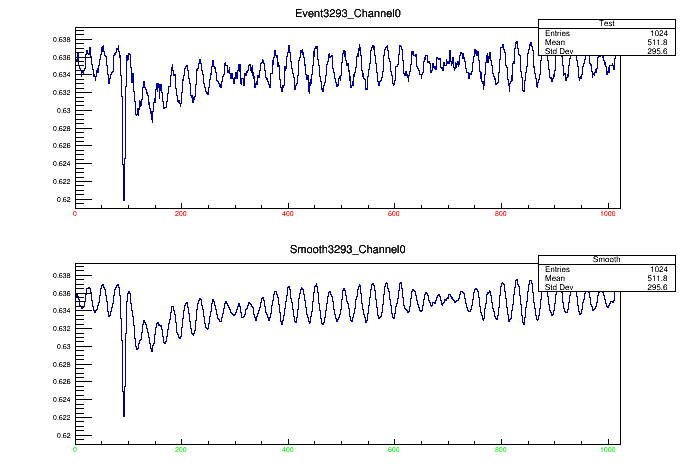 Event3293_Channel0
Test
Entries 1024
Mean 511.8
Std Dev 295.6
0.638
0.636
0.634
0.632
0.63
0.628
0.626
0.624
0.622
0.62
0 200 400 600 800 1000
Smooth3293_Channel0
Smooth
Entries 1024
Mean 511.8
Std Dev 295.6
0.638
0.636
0.634
0.632
0.63
0.628
0.626
0.624
0.622
0.62
0 200 400 600 800 1000